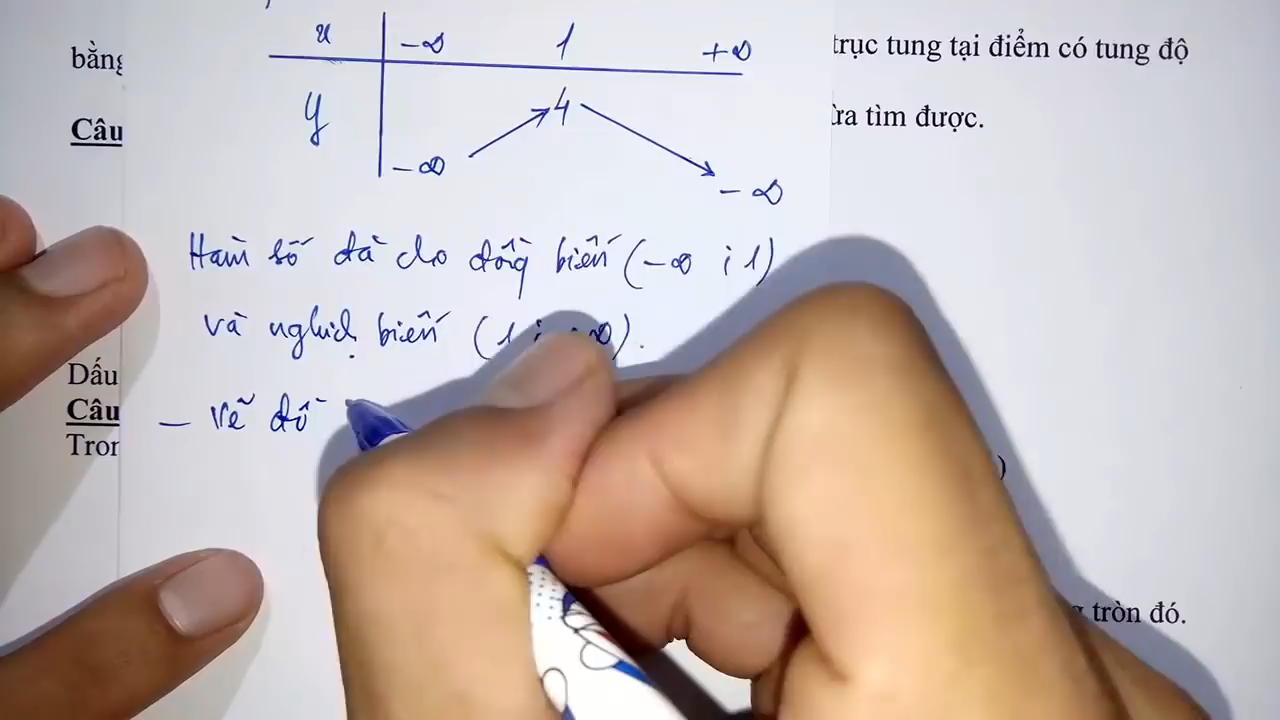 x -∞ 1 +∞
y 4
-∞ -∞
Hàm số đã cho đồng biến (-∞ ; 1)
và nghịch biến (1 ; +∞).
- Vẽ đồ
bằng
trục tung tại điểm có tung độ
Câu
vừa tìm được.
Dấu
Câu
Tron
)
tròn đó.